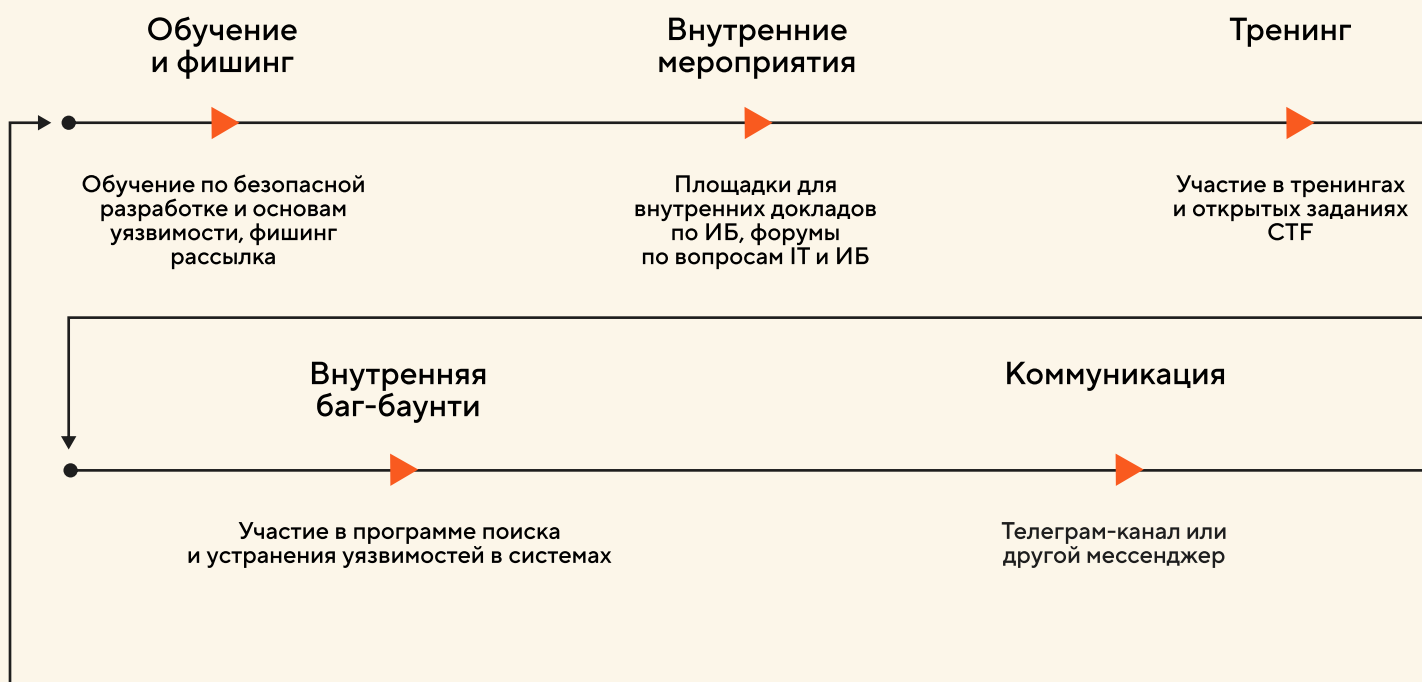 Обучение
и фишинг
Внутренние
мероприятия
Тренинг
Обучение по безопасной
разработке и основам
уязвимости, фишинг
рассылка
Площадки для
внутренних докладов
по ИБ, форумы
по вопросам IT и ИБ
Участие в тренингах
и открытых заданиях
CTF
Внутренняя
баг-баунти
Коммуникация
Участие в программе поиска
и устранения уязвимостей в системах
Телеграм-канал или
другой мессенджер